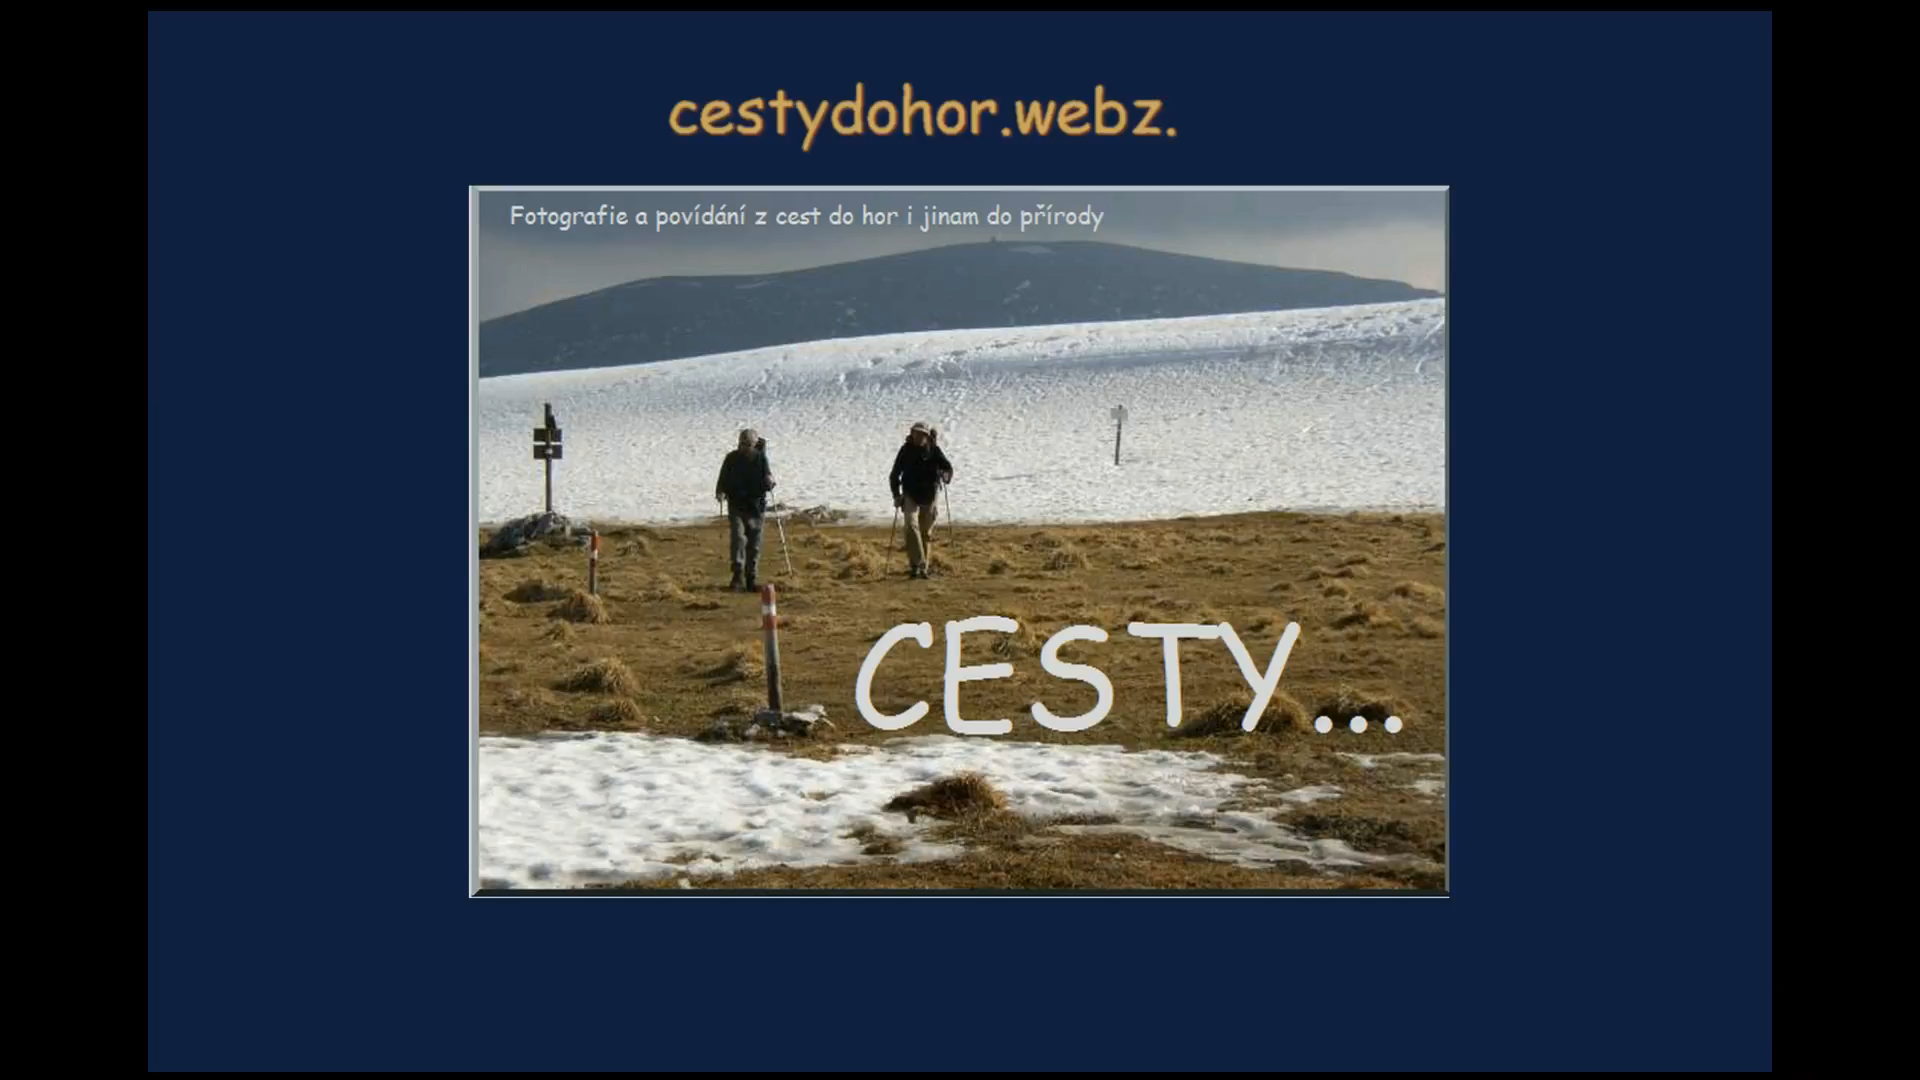 cestydohor.webz.
Fotografie a povídání z cest do hor i jinam do přírody
CESTY...